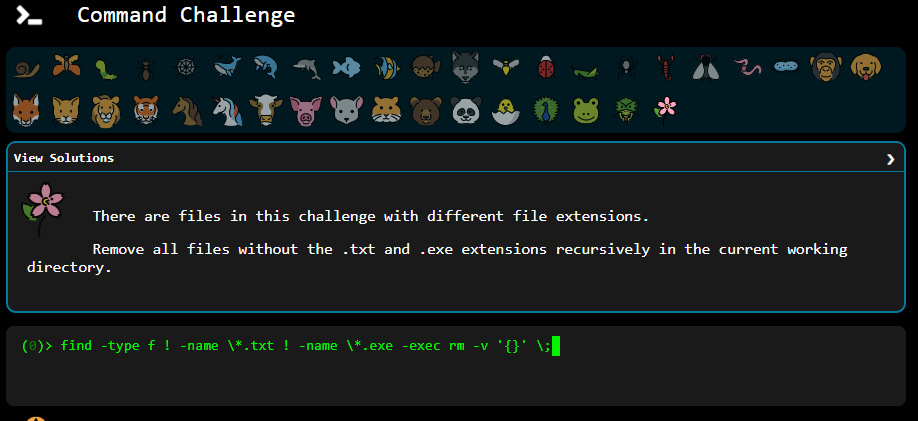 Command Challenge
View Solutions
There are files in this challenge with different file extensions.
Remove all files without the .txt and .exe extensions recursively in the current working
directory.
(0)> find -type f ! -name \*.txt ! -name \*.exe -exec rm -v '{}' \;